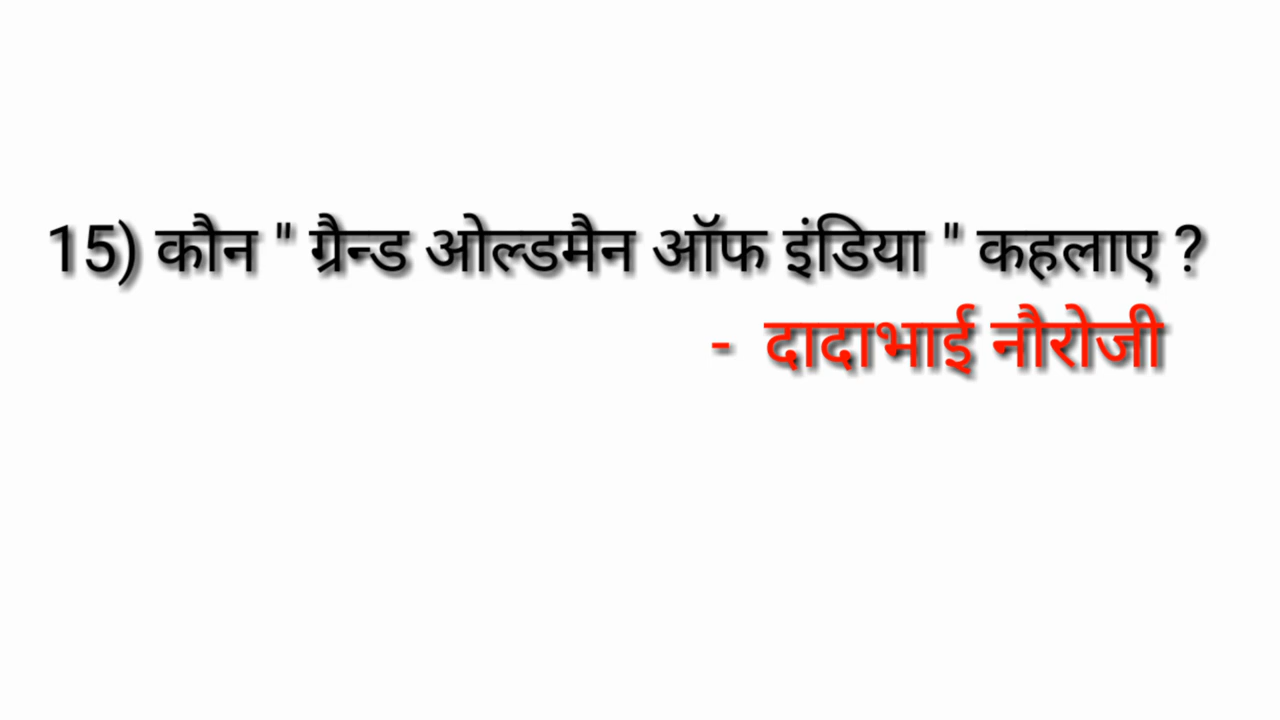 15) कौन " ग्रैन्ड ओल्डमैन ऑफ इंडिया " कहलाए ?
- दादाभाई नौरोजी